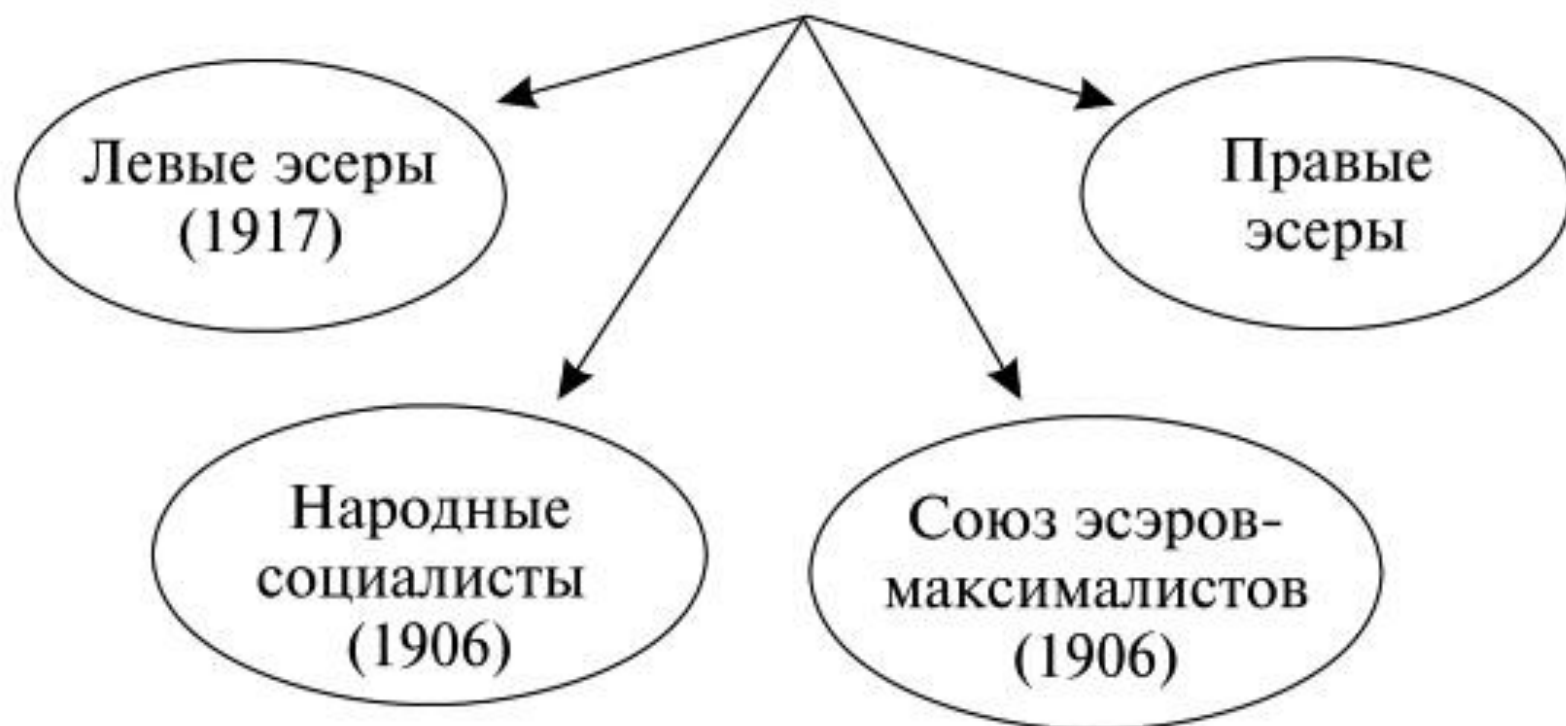 Левые эсеры
(1917)
Правые
эсеры
Народные
социалисты
(1906)
Союз эсэров-
максималистов
(1906)